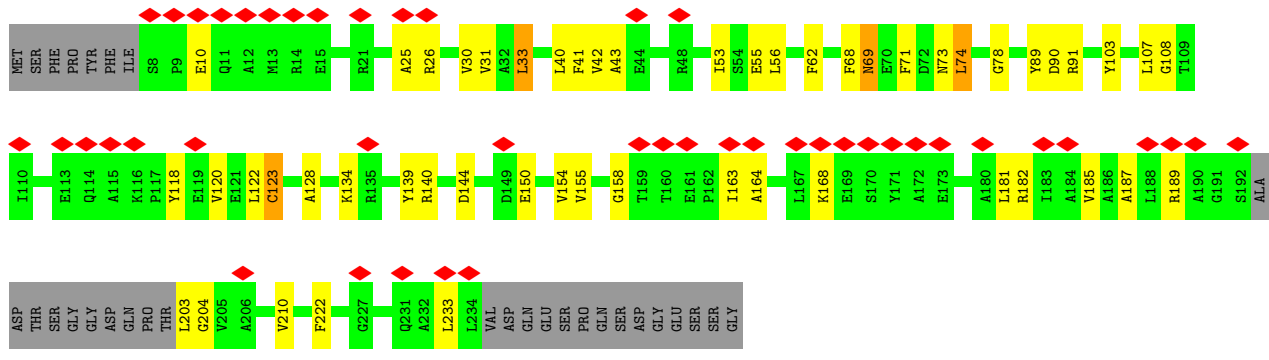 MET SER PHE PRO PRO TYR PHE ILE S8 P9 E10 Q11 A12 M13 R14 E15 R21 A25 R26 V30 V31 A32 L33 L40 F41 V42 A43 E44 R48 I53 S54 E55 L56 F62 F68 N69 E70 F71 D72 N73 L74 G78 Y89 D90 R91 Y103 L107 G108 T109
I110 E113 Q114 A115 K116 P117 Y118 E119 V120 E121 L122 C123 A128 K134 R135 Y139 R140 D144 D149 E150 V154 V155 G158 T159 T160 E161 P162 I163 A164 L167 K168 E169 S170 Y171 A172 E173 A180 L181 R182 I183 A184 V185 A186 A187 L188 R189 A190 G191 S192 ALA
ASP THR SER GLY GLY ASP GLN PRO THR L203 G204 V205 A206 V210 F222 G227 Q231 A232 L233 L234 VAL ASP GLN GLU SER PRO GLN SER ASP GLY GLU SER SER GLY